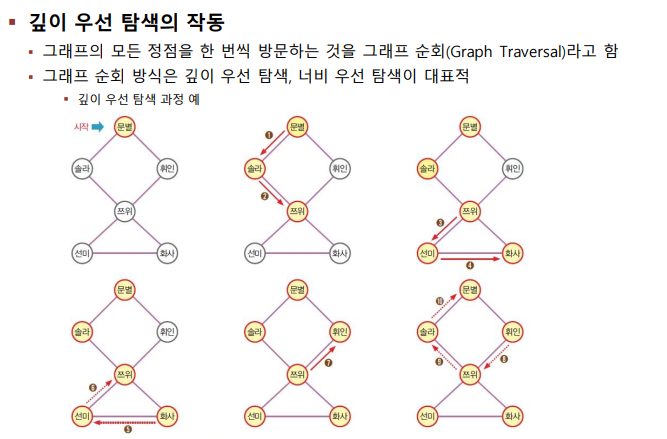 깊이 우선 탐색의 작동
그래프의 모든 정점을 한 번씩 방문하는 것을 그래프 순회(Graph Traversal)라고 함
그래프 순회 방식은 깊이 우선 탐색, 너비 우선 탐색이 대표적
깊이 우선 탐색 과정 예
시작 문별
솔라 휘인
쯔위
선미 화사
문별
1
솔라 휘인
2
쯔위
선미 화사
문별
솔라 휘인
쯔위
3
선미 화사
4
문별
솔라 휘인
쯔위
6
선미 화사
5
문별
솔라 휘인
쯔위
7
선미 화사
문별
10
솔라 휘인
9 8
쯔위
선미 화사